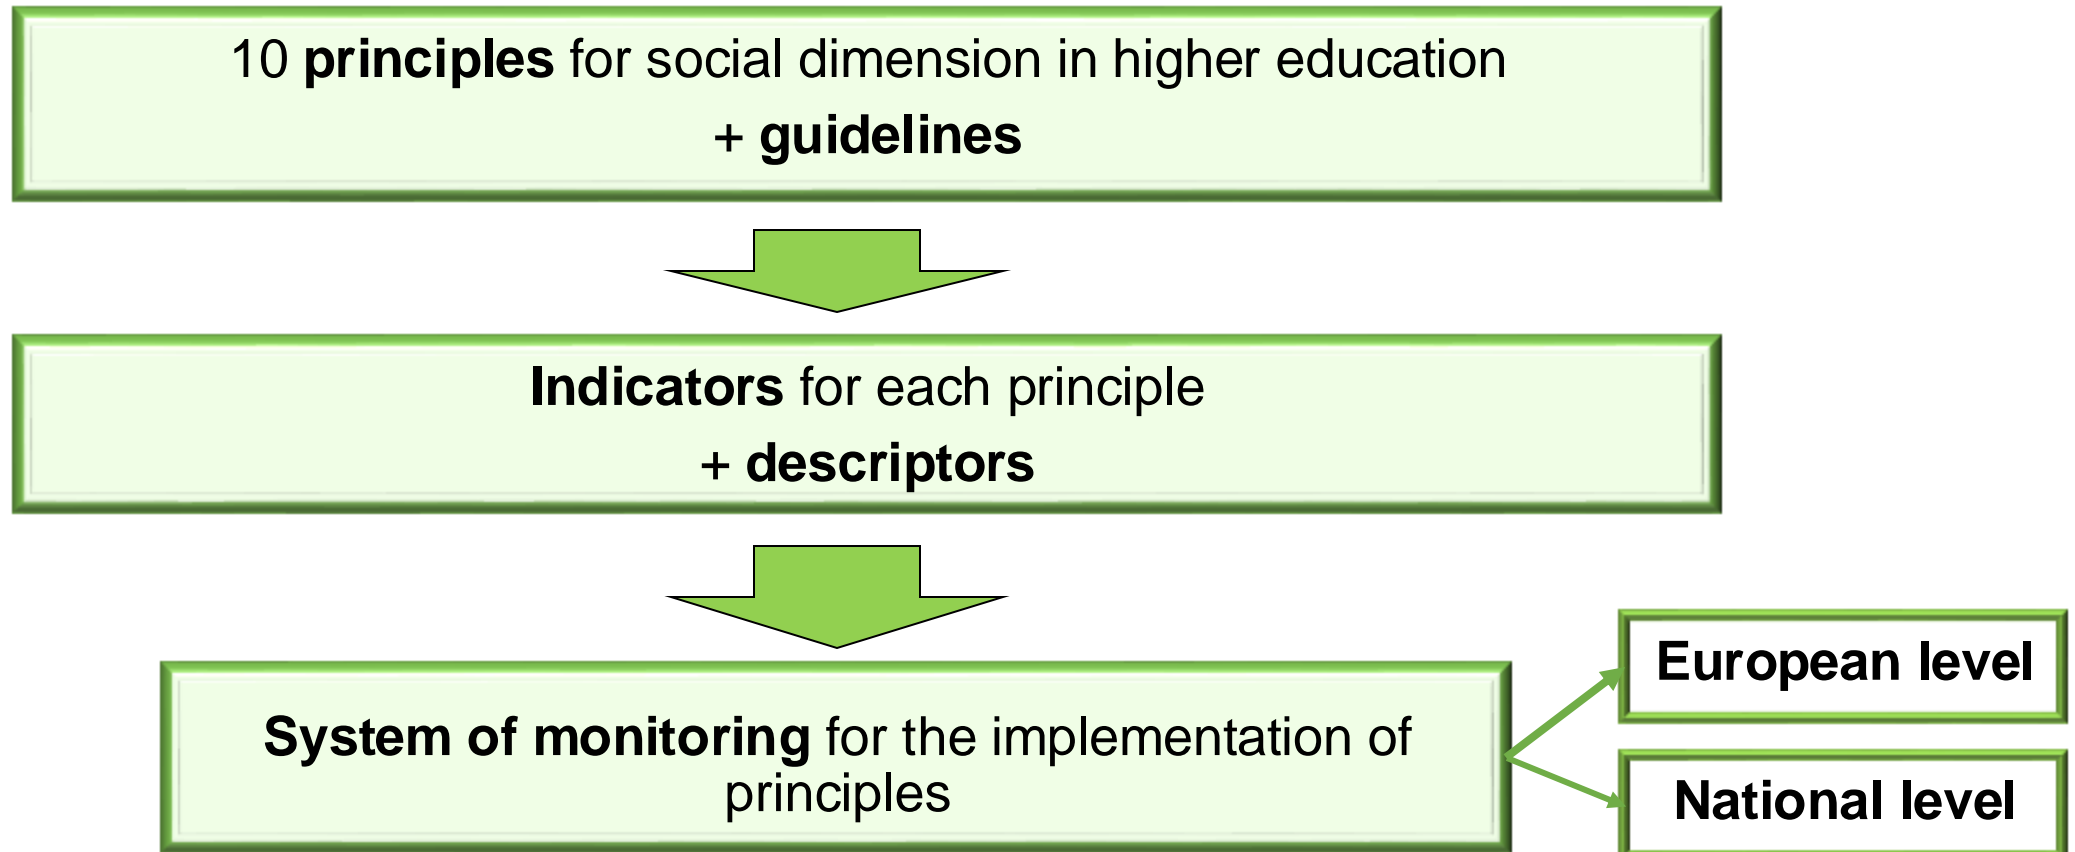 10 principles for social dimension in higher education
+ guidelines
Indicators for each principle
+ descriptors
System of monitoring for the implementation of
principles
European level
National level